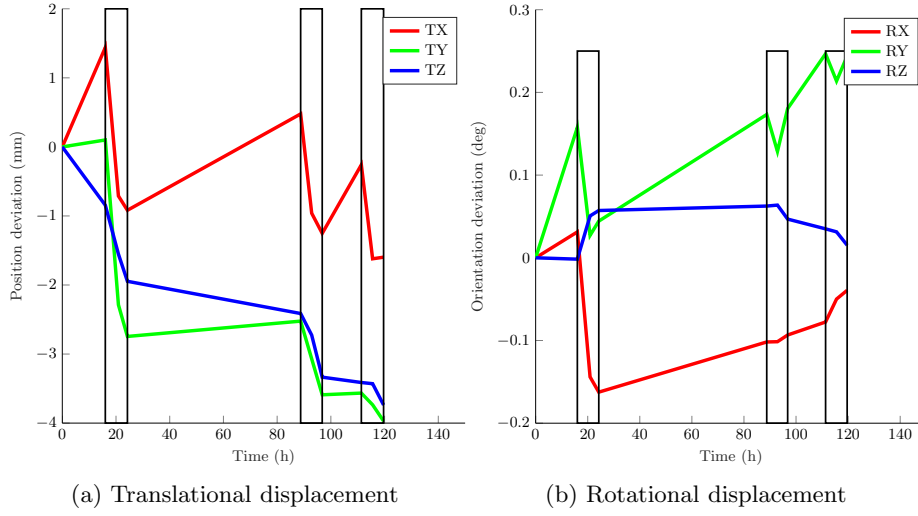 2
1
0
−1
−2
−3
−4
0 20 40 60 80 100 120 140
Time (h)
Position deviation (mm)
TX
TY
TZ
(a) Translational displacement
0.3
0.2
0.1
0
−0.1
−0.2
0 20 40 60 80 100 120 140
Time (h)
Orientation deviation (deg)
RX
RY
RZ
(b) Rotational displacement